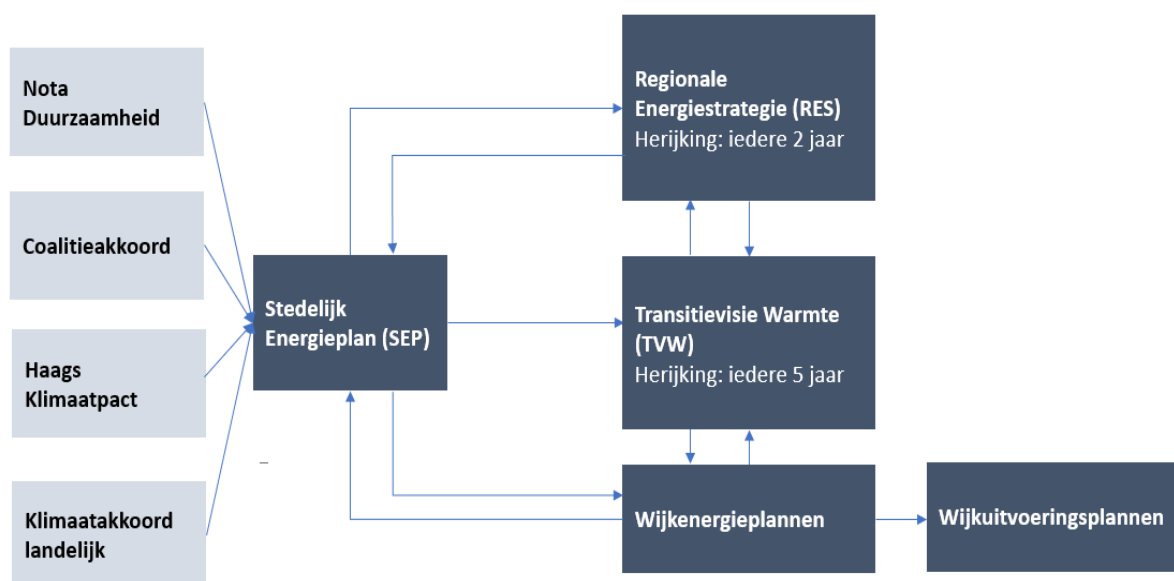 Nota
Duurzaamheid
Coalitieakkoord
Haags
Klimaatpact
Klimaatakkoord
landelijk
Stedelijk
Energieplan (SEP)
Regionale
Energiestrategie (RES)
Herijking: iedere 2 jaar
Transitievisie Warmte
(TVW)
Herijking: iedere 5 jaar
Wijkenergieplannen
Wijkuitvoeringsplannen